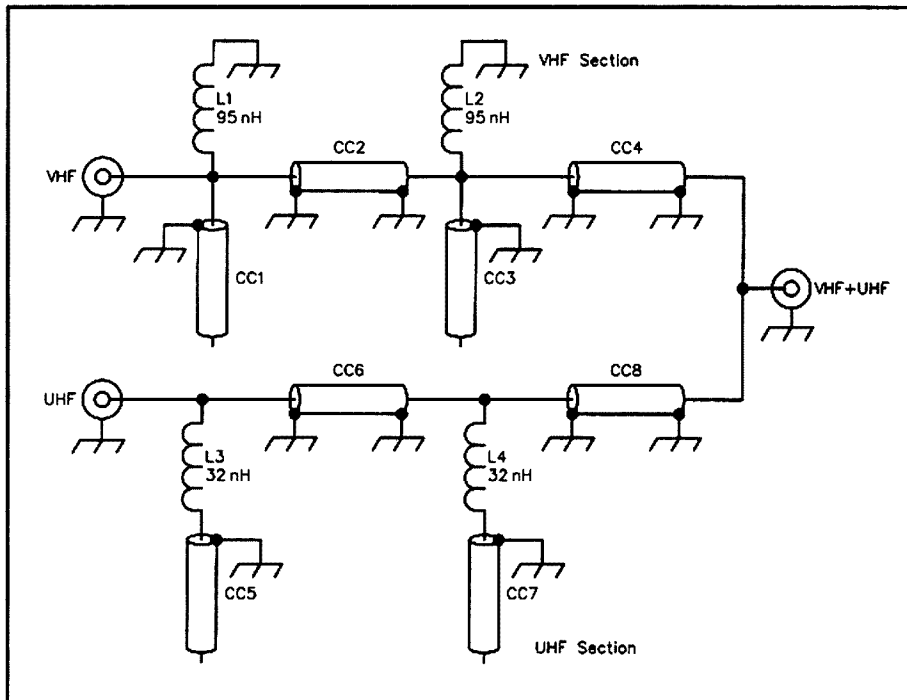 VHF Section
L1
95 nH
L2
95 nH
CC2
CC4
VHF
CC1
CC3
VHF+UHF
CC6
CC8
UHF
L3
32 nH
L4
32 nH
CC5
CC7
UHF Section